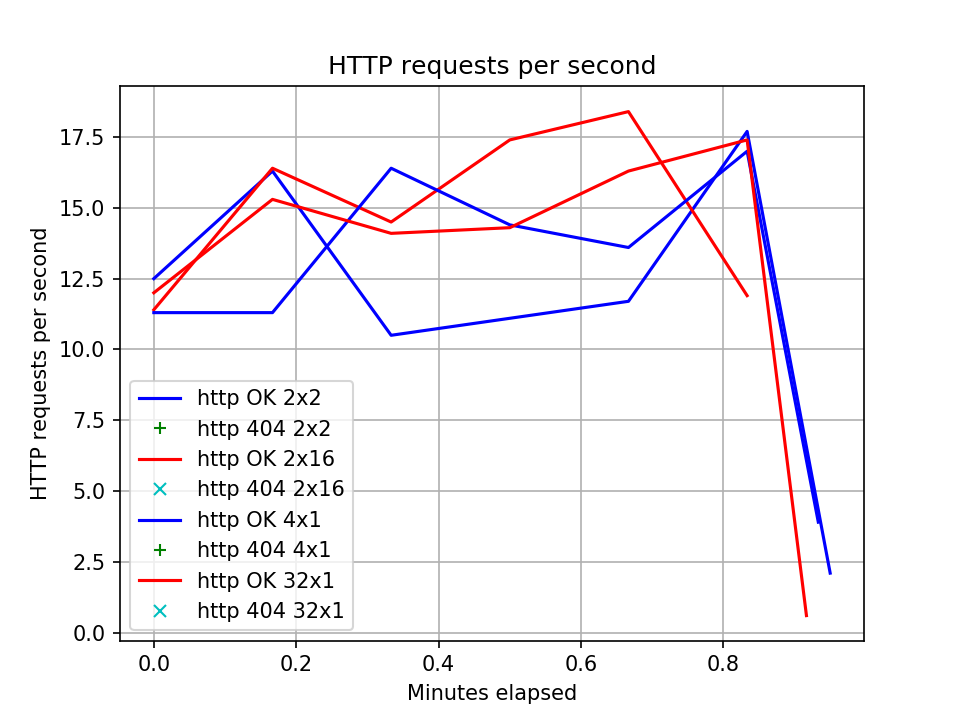 HTTP requests per second
HTTP requests per second
17.5
15.0
12.5
10.0
7.5
5.0
2.5
0.0
http OK 2x2
http 404 2x2
http OK 2x16
http 404 2x16
http OK 4x1
http 404 4x1
http OK 32x1
http 404 32x1
0.0 0.2 0.4 0.6 0.8
Minutes elapsed